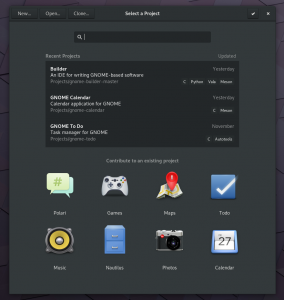 New...
Open...
Clone...
Select a Project
Recent Projects
Updated
Builder
Yesterday
An IDE for writing GNOME-based software
Projects/gnome-builder-master
C Python Vala Meson
GNOME Calendar
Yesterday
Calendar application for GNOME
Projects/gnome-calendar
C Meson
GNOME To Do
November
Task manager for GNOME
Projects/gnome-todo
C Autotools
Contribute to an existing project
#
Polari
Games
Maps
Todo
27
Music
Nautilus
Photos
Calendar